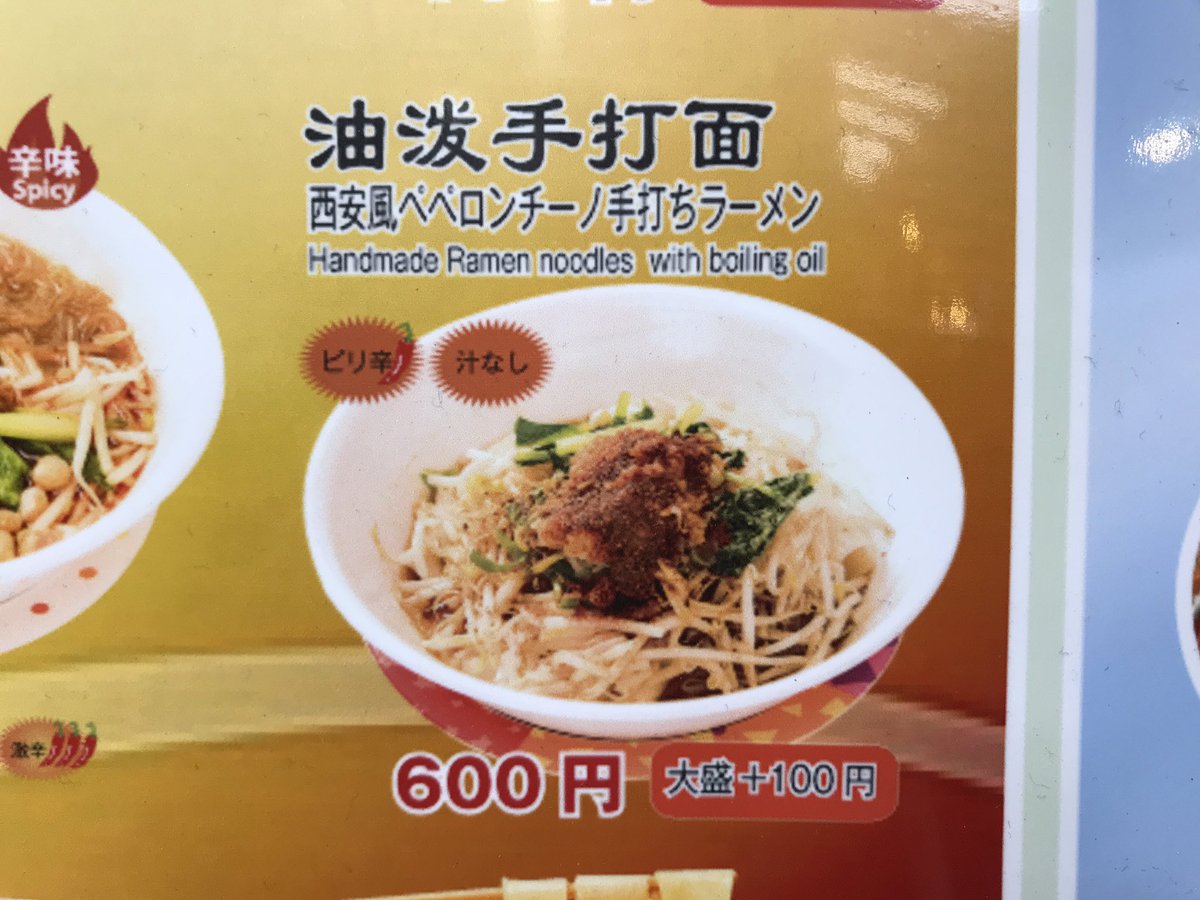 辛味
Spicy
油泼手打面
西安風ペペロンチーノ手打ちラーメン
Handmade Ramen noodles with boiling oil
ピリ辛
汁なし
激辛
600円
大盛+100円